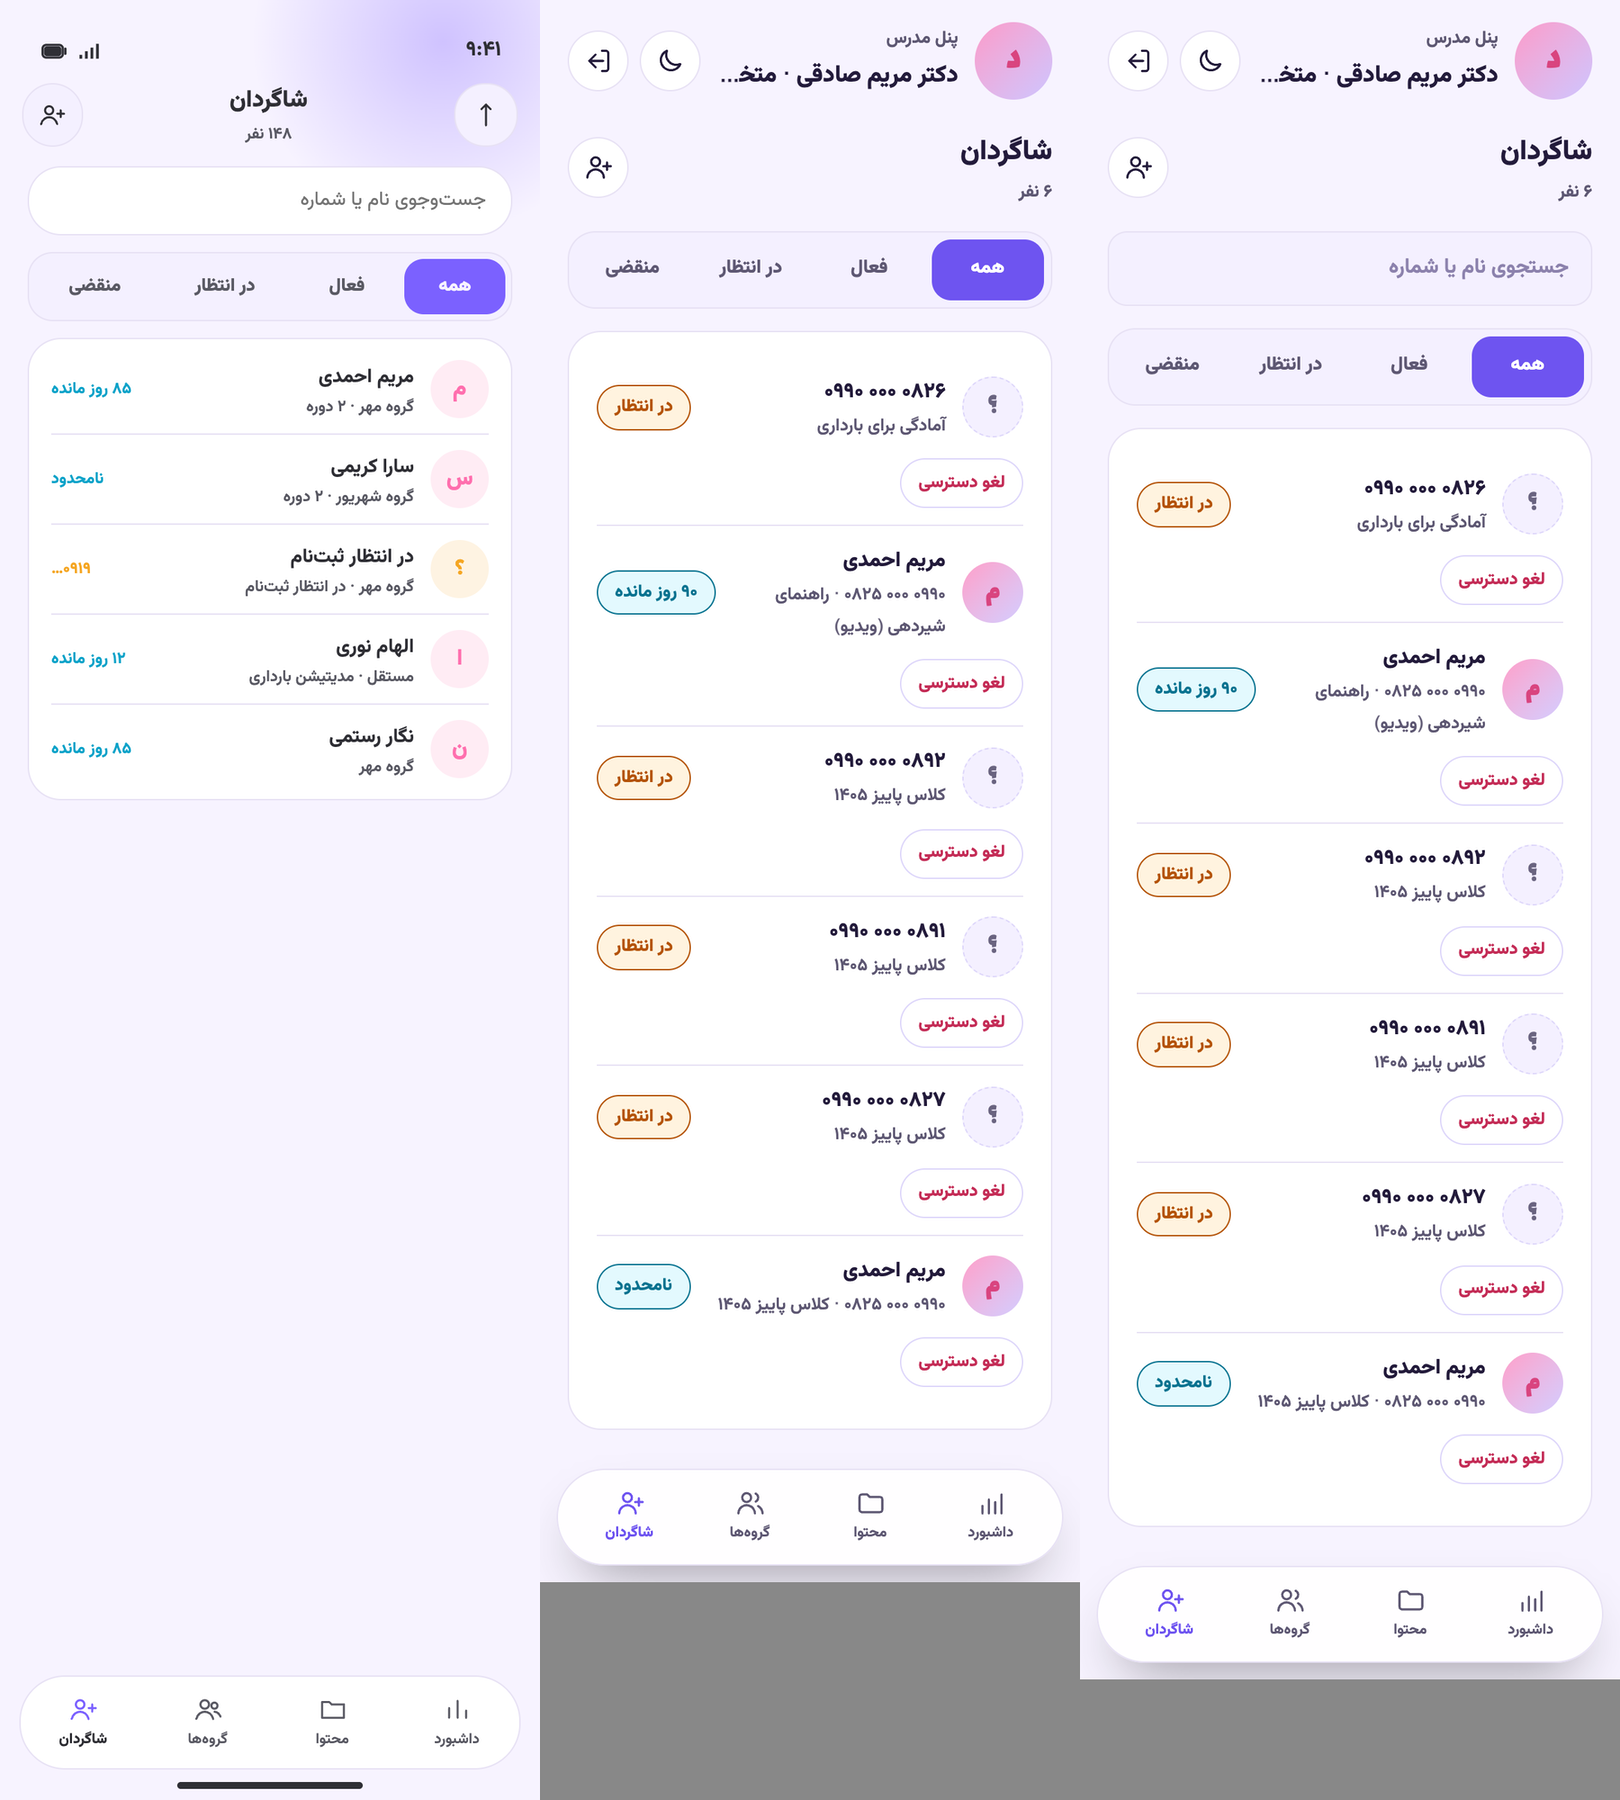 ۹:۴۱
شاگردان
۱۴۸ نفر
جست‌وجوی نام یا شماره
همه
فعال
در انتظار
منقضی
م
مریم احمدی
گروه مهر · ۲ دوره
۸۵ روز مانده
س
سارا کریمی
گروه شهریور · ۲ دوره
نامحدود
؟
در انتظار ثبت‌نام
گروه مهر · در انتظار ثبت‌نام
۰۹۱۹...
ا
الهام نوری
مستقل · مدیتیشن بارداری
۱۲ روز مانده
ن
نگار رستمی
گروه مهر
۸۵ روز مانده
داشبورد
محتوا
گروه‌ها
شاگردان
د
پنل مدرس
دکتر مریم صادقی · متخ...
شاگردان
۶ نفر
همه
فعال
در انتظار
منقضی
؟
۰۹۹۰ ۰۰۰ ۰۸۲۶
آمادگی برای بارداری
در انتظار
لغو دسترسی
م
مریم احمدی
۰۹۹۰ ۰۰۰ ۰۸۲۵ · راهنمای
شیردهی (ویدیو)
۹۰ روز مانده
لغو دسترسی
؟
۰۹۹۰ ۰۰۰ ۰۸۹۲
کلاس پاییز ۱۴۰۵
در انتظار
لغو دسترسی
؟
۰۹۹۰ ۰۰۰ ۰۸۹۱
کلاس پاییز ۱۴۰۵
در انتظار
لغو دسترسی
؟
۰۹۹۰ ۰۰۰ ۰۸۲۷
کلاس پاییز ۱۴۰۵
در انتظار
لغو دسترسی
م
مریم احمدی
۰۹۹۰ ۰۰۰ ۰۸۲۵ · کلاس پاییز ۱۴۰۵
نامحدود
لغو دسترسی
داشبورد
محتوا
گروه‌ها
شاگردان
د
پنل مدرس
دکتر مریم صادقی · متخ...
شاگردان
۶ نفر
جستجوی نام یا شماره
همه
فعال
در انتظار
منقضی
؟
۰۹۹۰ ۰۰۰ ۰۸۲۶
آمادگی برای بارداری
در انتظار
لغو دسترسی
م
مریم احمدی
۰۹۹۰ ۰۰۰ ۰۸۲۵ · راهنمای
شیردهی (ویدیو)
۹۰ روز مانده
لغو دسترسی
؟
۰۹۹۰ ۰۰۰ ۰۸۹۲
کلاس پاییز ۱۴۰۵
در انتظار
لغو دسترسی
؟
۰۹۹۰ ۰۰۰ ۰۸۹۱
کلاس پاییز ۱۴۰۵
در انتظار
لغو دسترسی
؟
۰۹۹۰ ۰۰۰ ۰۸۲۷
کلاس پاییز ۱۴۰۵
در انتظار
لغو دسترسی
م
مریم احمدی
۰۹۹۰ ۰۰۰ ۰۸۲۵ · کلاس پاییز ۱۴۰۵
نامحدود
لغو دسترسی
داشبورد
محتوا
گروه‌ها
شاگردان